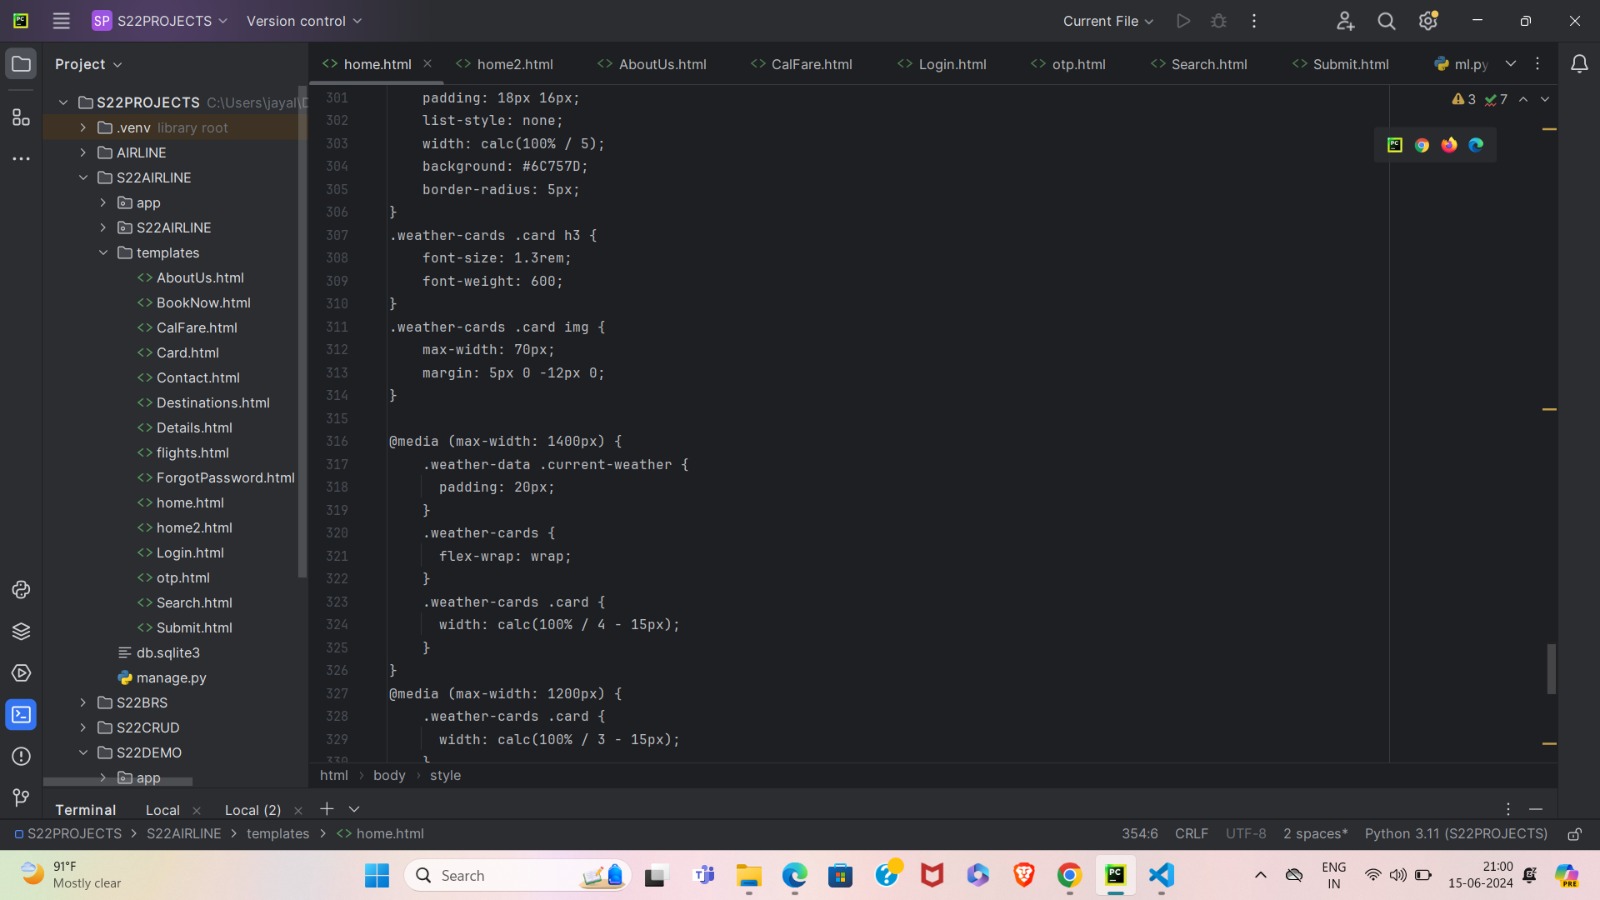 PC SP S22PROJECTS Version control Current File
Project home.html home2.html AboutUs.html CalFare.html Login.html otp.html Search.html Submit.html ml.py
S22PROJECTS C:\Users\jayal\D
.venv library root
AIRLINE
S22AIRLINE
app
S22AIRLINE
templates
<> AboutUs.html
<> BookNow.html
<> CalFare.html
<> Card.html
<> Contact.html
<> Destinations.html
<> Details.html
<> flights.html
<> ForgotPassword.html
<> home.html
<> home2.html
<> Login.html
<> otp.html
<> Search.html
<> Submit.html
db.sqlite3
manage.py
S22BRS
S22CRUD
S22DEMO
app
3 7
301 padding: 18px 16px;
302 list-style: none;
303 width: calc(100% / 5);
304 background: #6C757D;
305 border-radius: 5px;
306 }
307 .weather-cards .card h3 {
308 font-size: 1.3rem;
309 font-weight: 600;
310 }
311 .weather-cards .card img {
312 max-width: 70px;
313 margin: 5px 0 -12px 0;
314 }
315
316 @media (max-width: 1400px) {
317 .weather-data .current-weather {
318 padding: 20px;
319 }
320 .weather-cards {
321 flex-wrap: wrap;
322 }
323 .weather-cards .card {
324 width: calc(100% / 4 - 15px);
325 }
326 }
327 @media (max-width: 1200px) {
328 .weather-cards .card {
329 width: calc(100% / 3 - 15px);
330 }
html > body > style
Terminal Local Local (2)
S22PROJECTS > S22AIRLINE > templates > <> home.html 354:6 CRLF UTF-8 2 spaces* Python 3.11 (S22PROJECTS)
91°F
Mostly clear
Search
ENG
IN
21:00
15-06-2024
PRE